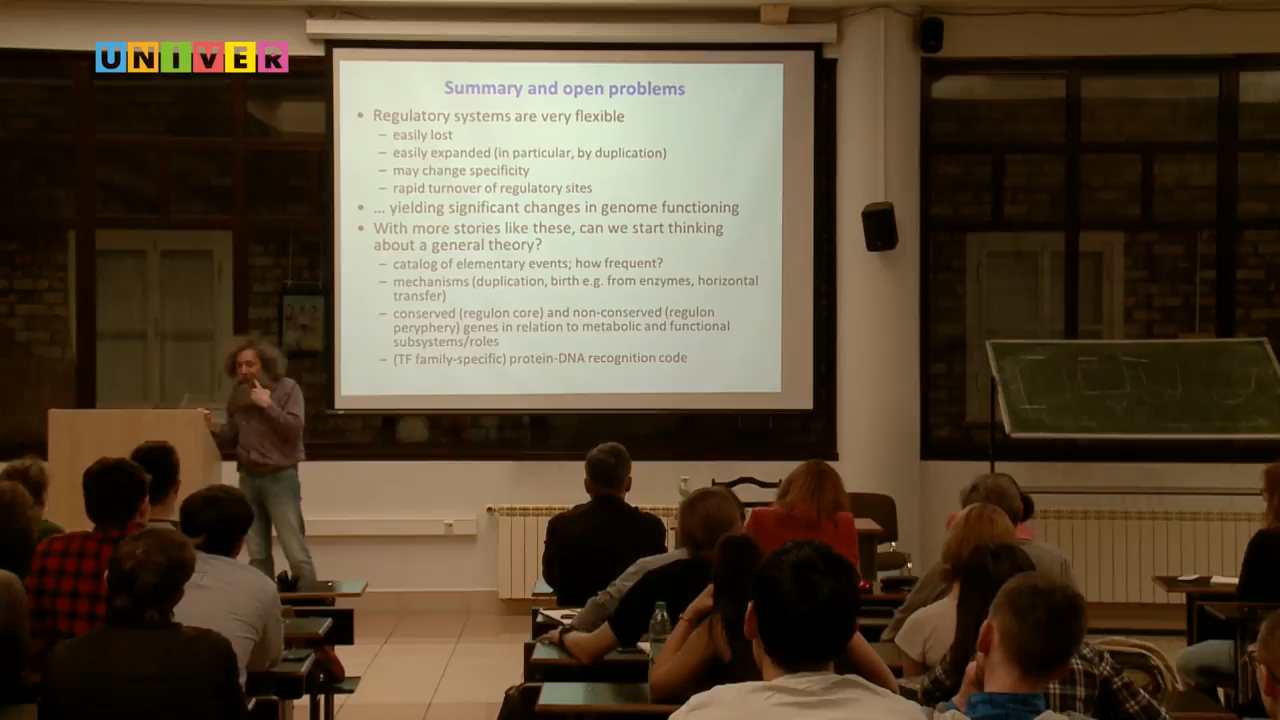 UNIVER
Summary and open problems
• Regulatory systems are very flexible
– easily lost
– easily expanded (in particular, by duplication)
– may change specificity
– rapid turnover of regulatory sites
• … yielding significant changes in genome functioning
• With more stories like these, can we start thinking
about a general theory?
– catalog of elementary events; how frequent?
– mechanisms (duplication, birth e.g. from enzymes, horizontal
transfer)
– conserved (regulon core) and non-conserved (regulon
peryphery) genes in relation to metabolic and functional
subsystems/roles
– (TF family-specific) protein-DNA recognition code